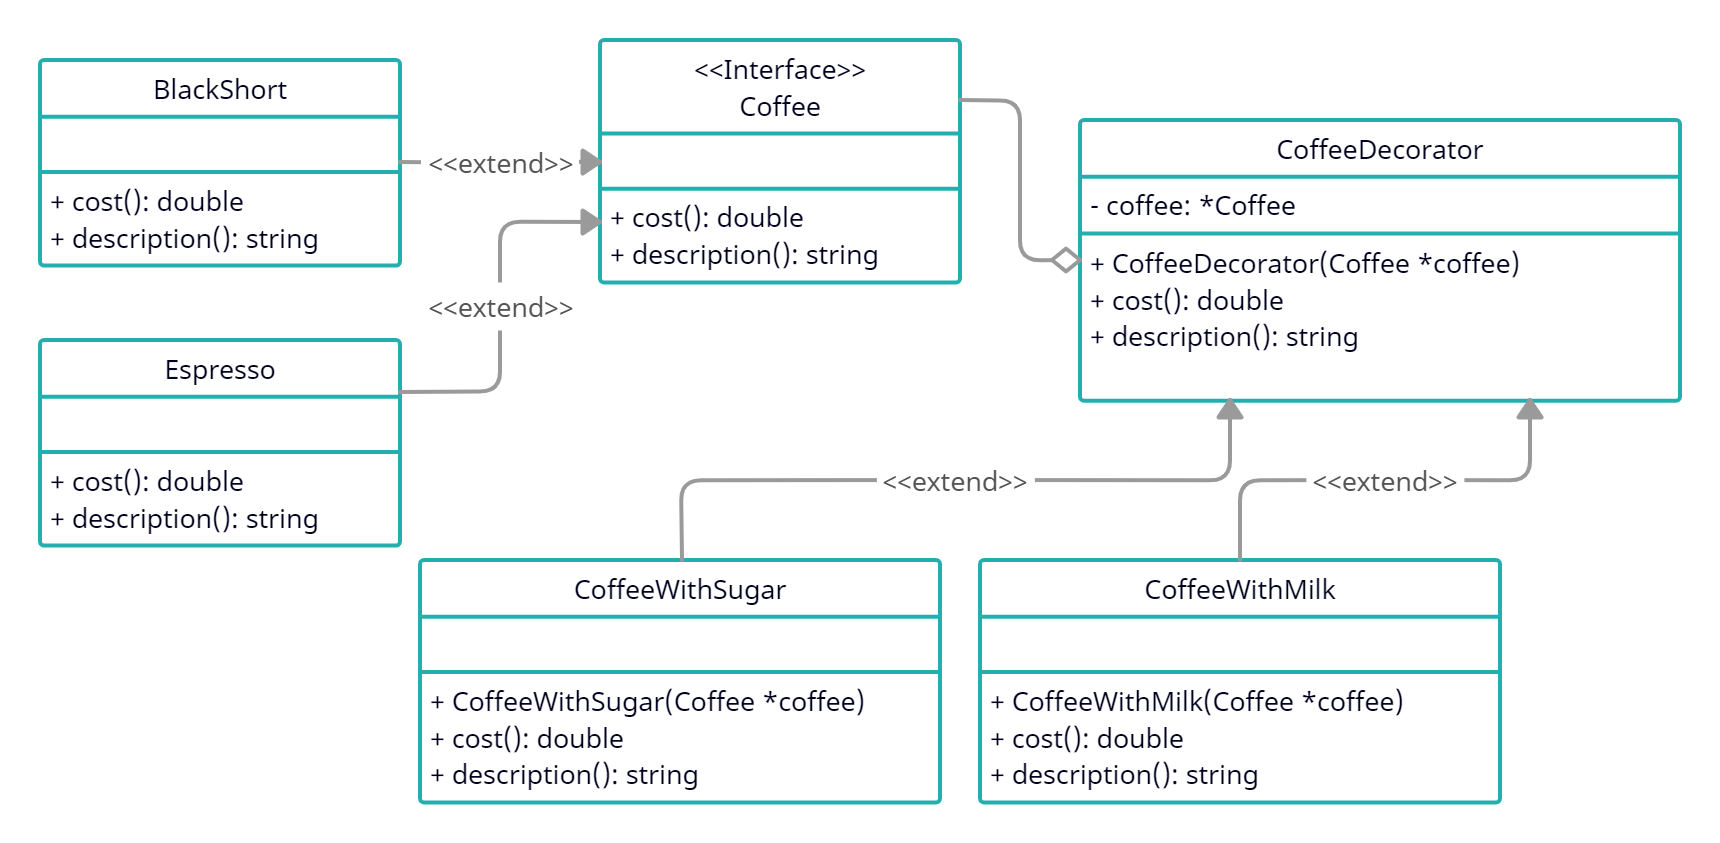 BlackShort
+ cost(): double
+ description(): string
<<extend>>
<<Interface>>
Coffee
+ cost(): double
+ description(): string
CoffeeDecorator
- coffee: *Coffee
+ CoffeeDecorator(Coffee *coffee)
+ cost(): double
+ description(): string
<<extend>>
Espresso
+ cost(): double
+ description(): string
<<extend>>
<<extend>>
CoffeeWithSugar
+ CoffeeWithSugar(Coffee *coffee)
+ cost(): double
+ description(): string
CoffeeWithMilk
+ CoffeeWithMilk(Coffee *coffee)
+ cost(): double
+ description(): string